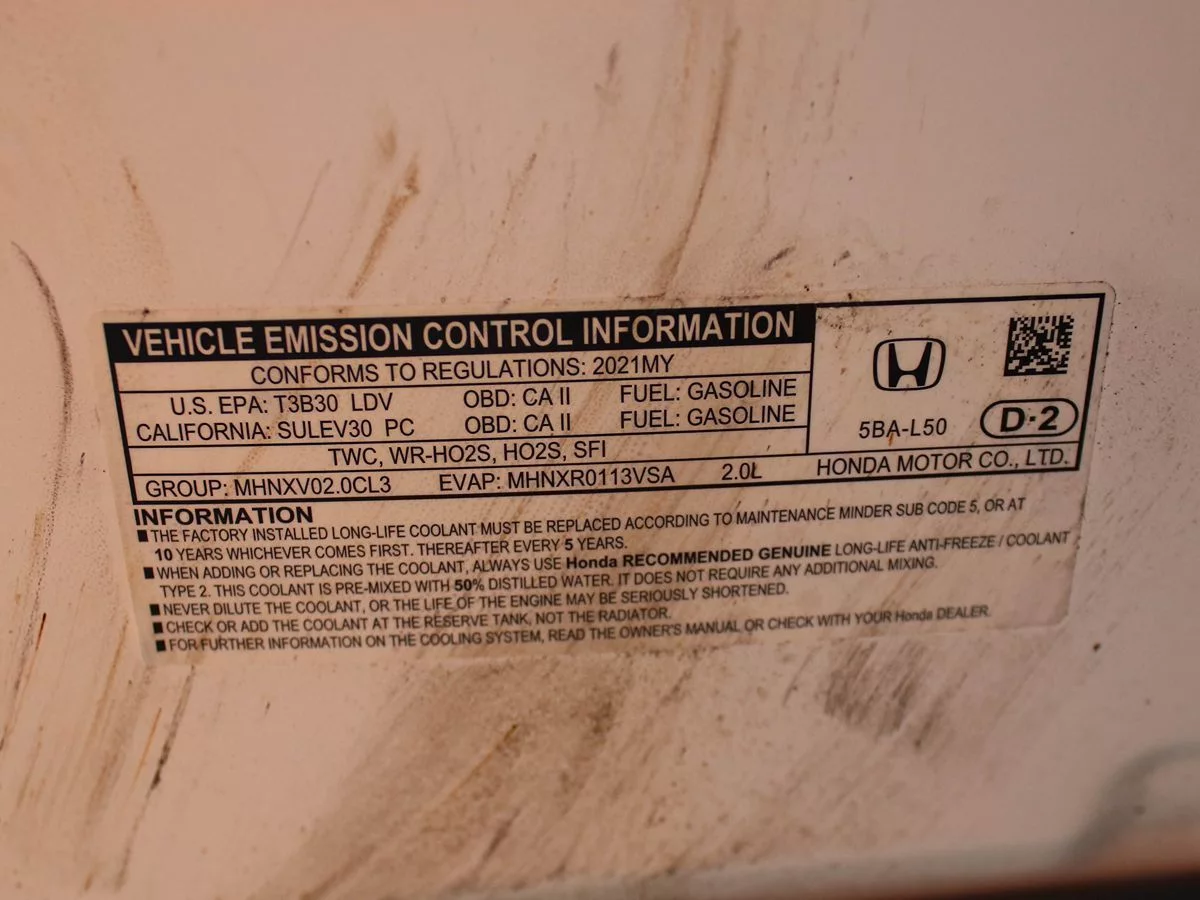 VEHICLE EMISSION CONTROL INFORMATION
CONFORMS TO REGULATIONS: 2021MY
U.S. EPA: T3B30 LDV OBD: CA II FUEL: GASOLINE
CALIFORNIA: SULEV30 PC OBD: CA II FUEL: GASOLINE
TWC, WR-HO2S, HO2S, SFI
GROUP: MHNXV02.0CL3 EVAP: MHNXR0113VSA 2.0L
5BA-L50 D-2
HONDA MOTOR CO., LTD.
INFORMATION
■ THE FACTORY INSTALLED LONG-LIFE COOLANT MUST BE REPLACED ACCORDING TO MAINTENANCE MINDER SUB CODE 5, OR AT
10 YEARS WHICHEVER COMES FIRST. THEREAFTER EVERY 5 YEARS.
■ WHEN ADDING OR REPLACING THE COOLANT, ALWAYS USE Honda RECOMMENDED GENUINE LONG-LIFE ANTI-FREEZE / COOLANT
TYPE 2. THIS COOLANT IS PRE-MIXED WITH 50% DISTILLED WATER. IT DOES NOT REQUIRE ANY ADDITIONAL MIXING.
■ NEVER DILUTE THE COOLANT, OR THE LIFE OF THE ENGINE MAY BE SERIOUSLY SHORTENED.
■ CHECK OR ADD THE COOLANT AT THE RESERVE TANK, NOT THE RADIATOR.
■ FOR FURTHER INFORMATION ON THE COOLING SYSTEM, READ THE OWNER'S MANUAL OR CHECK WITH YOUR Honda DEALER.